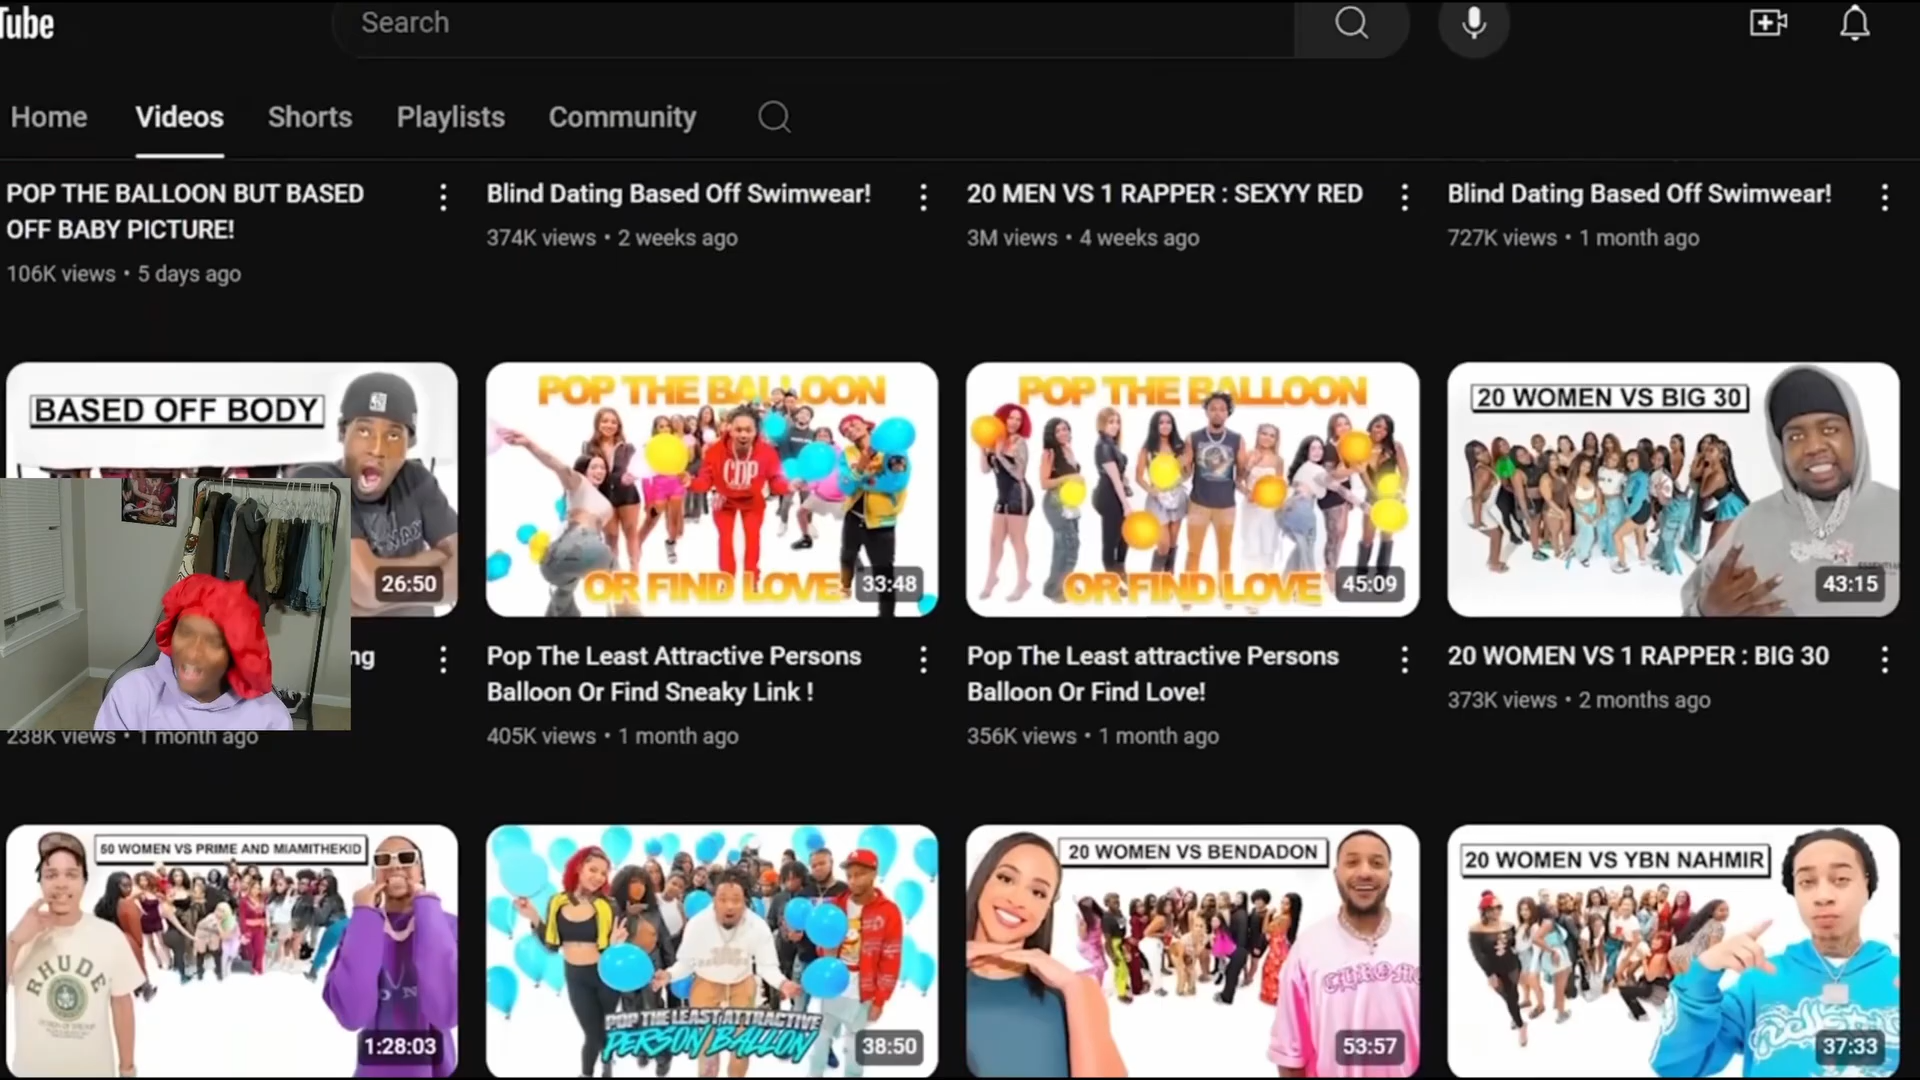 Tube
Search
Home
Videos
Shorts
Playlists
Community
POP THE BALLOON BUT BASED
OFF BABY PICTURE!
106K views • 5 days ago
Blind Dating Based Off Swimwear!
374K views • 2 weeks ago
20 MEN VS 1 RAPPER : SEXYY RED
3M views • 4 weeks ago
Blind Dating Based Off Swimwear!
727K views • 1 month ago
BASED OFF BODY
26:50
ng
238K views • 1 month ago
POP THE BALLOON
CDP
OR FIND LOVE
33:48
Pop The Least Attractive Persons
Balloon Or Find Sneaky Link !
405K views • 1 month ago
POP THE BALLOON
OR FIND LOVE
45:09
Pop The Least attractive Persons
Balloon Or Find Love!
356K views • 1 month ago
20 WOMEN VS BIG 30
43:15
20 WOMEN VS 1 RAPPER : BIG 30
373K views • 2 months ago
50 WOMEN VS PRIME AND MIAMITHEKID
RHUDE
1:28:03
POP THE LEAST ATTRACTIVE
PERSON BALLON
38:50
20 WOMEN VS BENDADON
53:57
20 WOMEN VS YBN NAHMIR
37:33